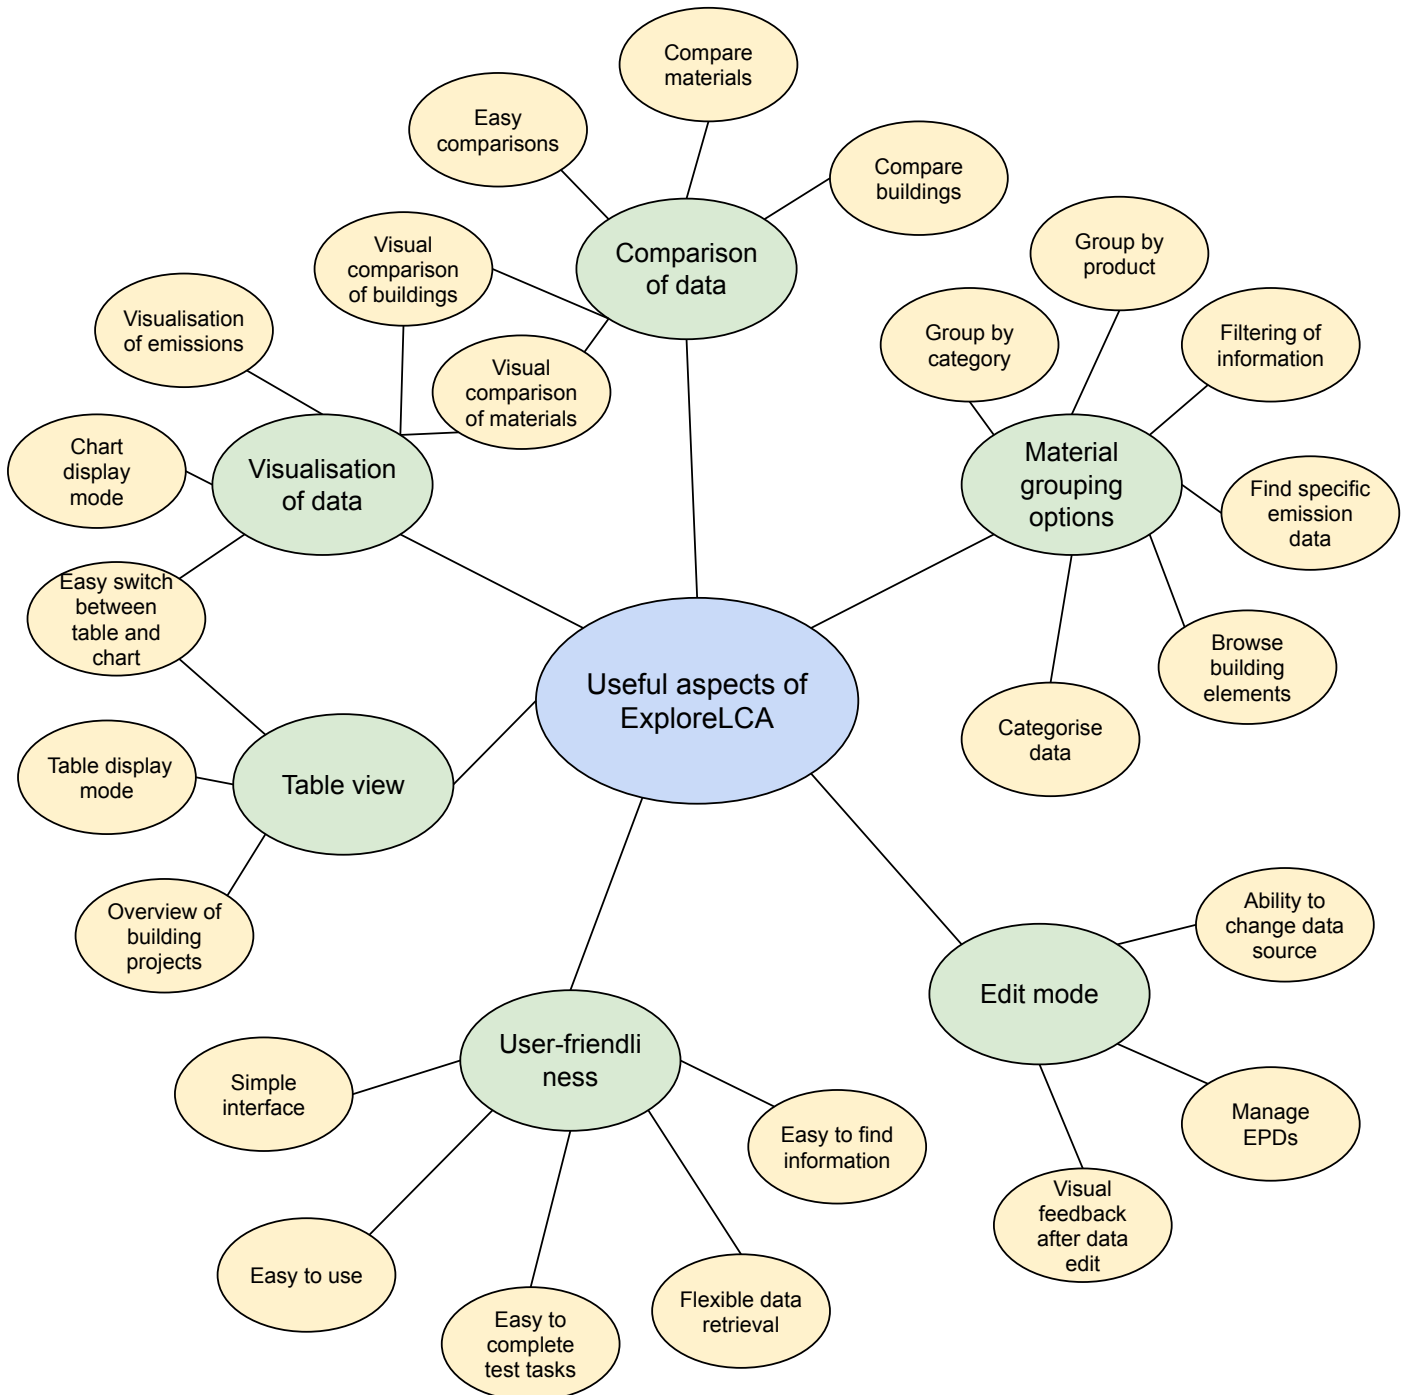 Compare
materials
Easy
comparisons
Compare
buildings
Comparison
of data
Visual
comparison
of buildings
Visual
comparison
of materials
Visualisation
of emissions
Chart
display
mode
Visualisation
of data
Easy switch
between
table and
chart
Group by
product
Group by
category
Filtering of
information
Material
grouping
options
Find specific
emission
data
Browse
building
elements
Categorise
data
Useful aspects of
ExploreLCA
Table display
mode
Table view
Overview of
building
projects
Ability to
change data
source
Edit mode
Manage
EPDs
Visual
feedback
after data
edit
User-friendli
ness
Simple
interface
Easy to find
information
Easy to use
Easy to
complete
test tasks
Flexible data
retrieval